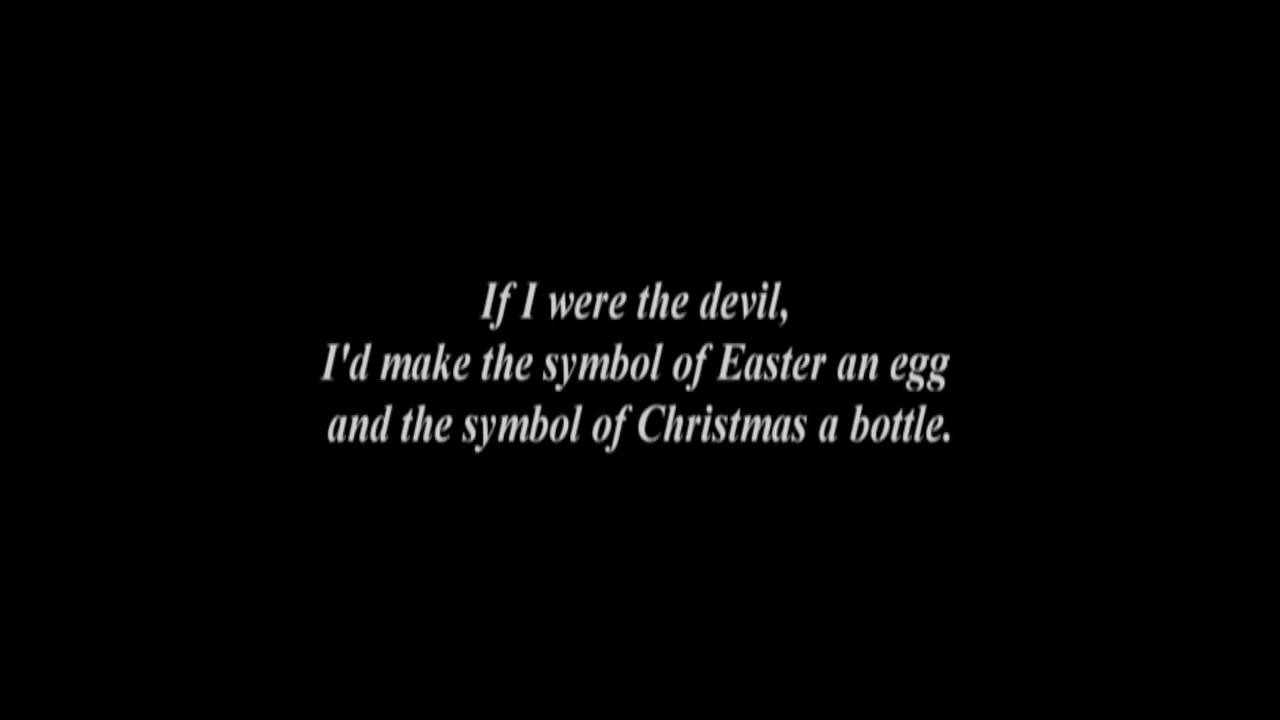 If I were the devil,
I'd make the symbol of Easter an egg
and the symbol of Christmas a bottle.